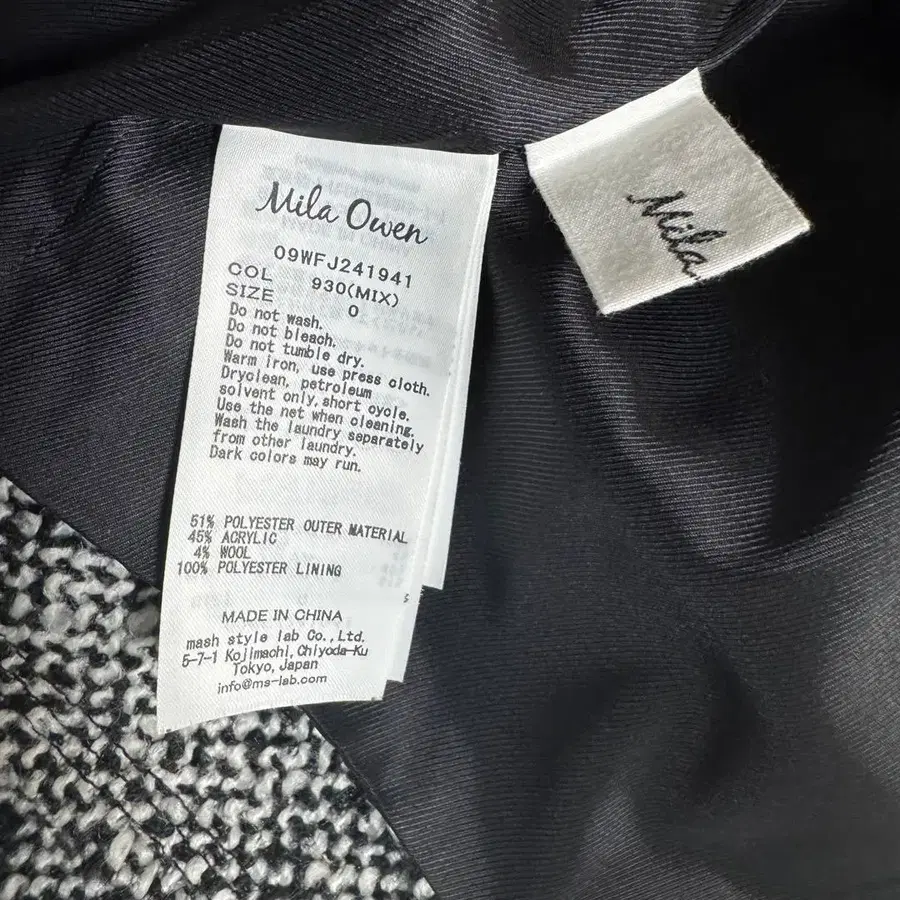 Mila Owen
09WFJ241941
COL 930(MIX)
SIZE 0
Do not wash.
Do not bleach.
Do not tumble dry.
Warm iron, use press cloth.
Dryclean, petroleum
solvent only,short cycle.
Use the net when cleaning.
Wash the laundry separately
from other laundry.
Dark colors may run.
51% POLYESTER OUTER MATERIAL
45% ACRYLIC
4% WOOL
100% POLYESTER LINING
MADE IN CHINA
mash style lab Co.,Ltd.
5-7-1 Kojimachi,Chiyoda-Ku
Tokyo,Japan
info@ms-lab.com
Mila